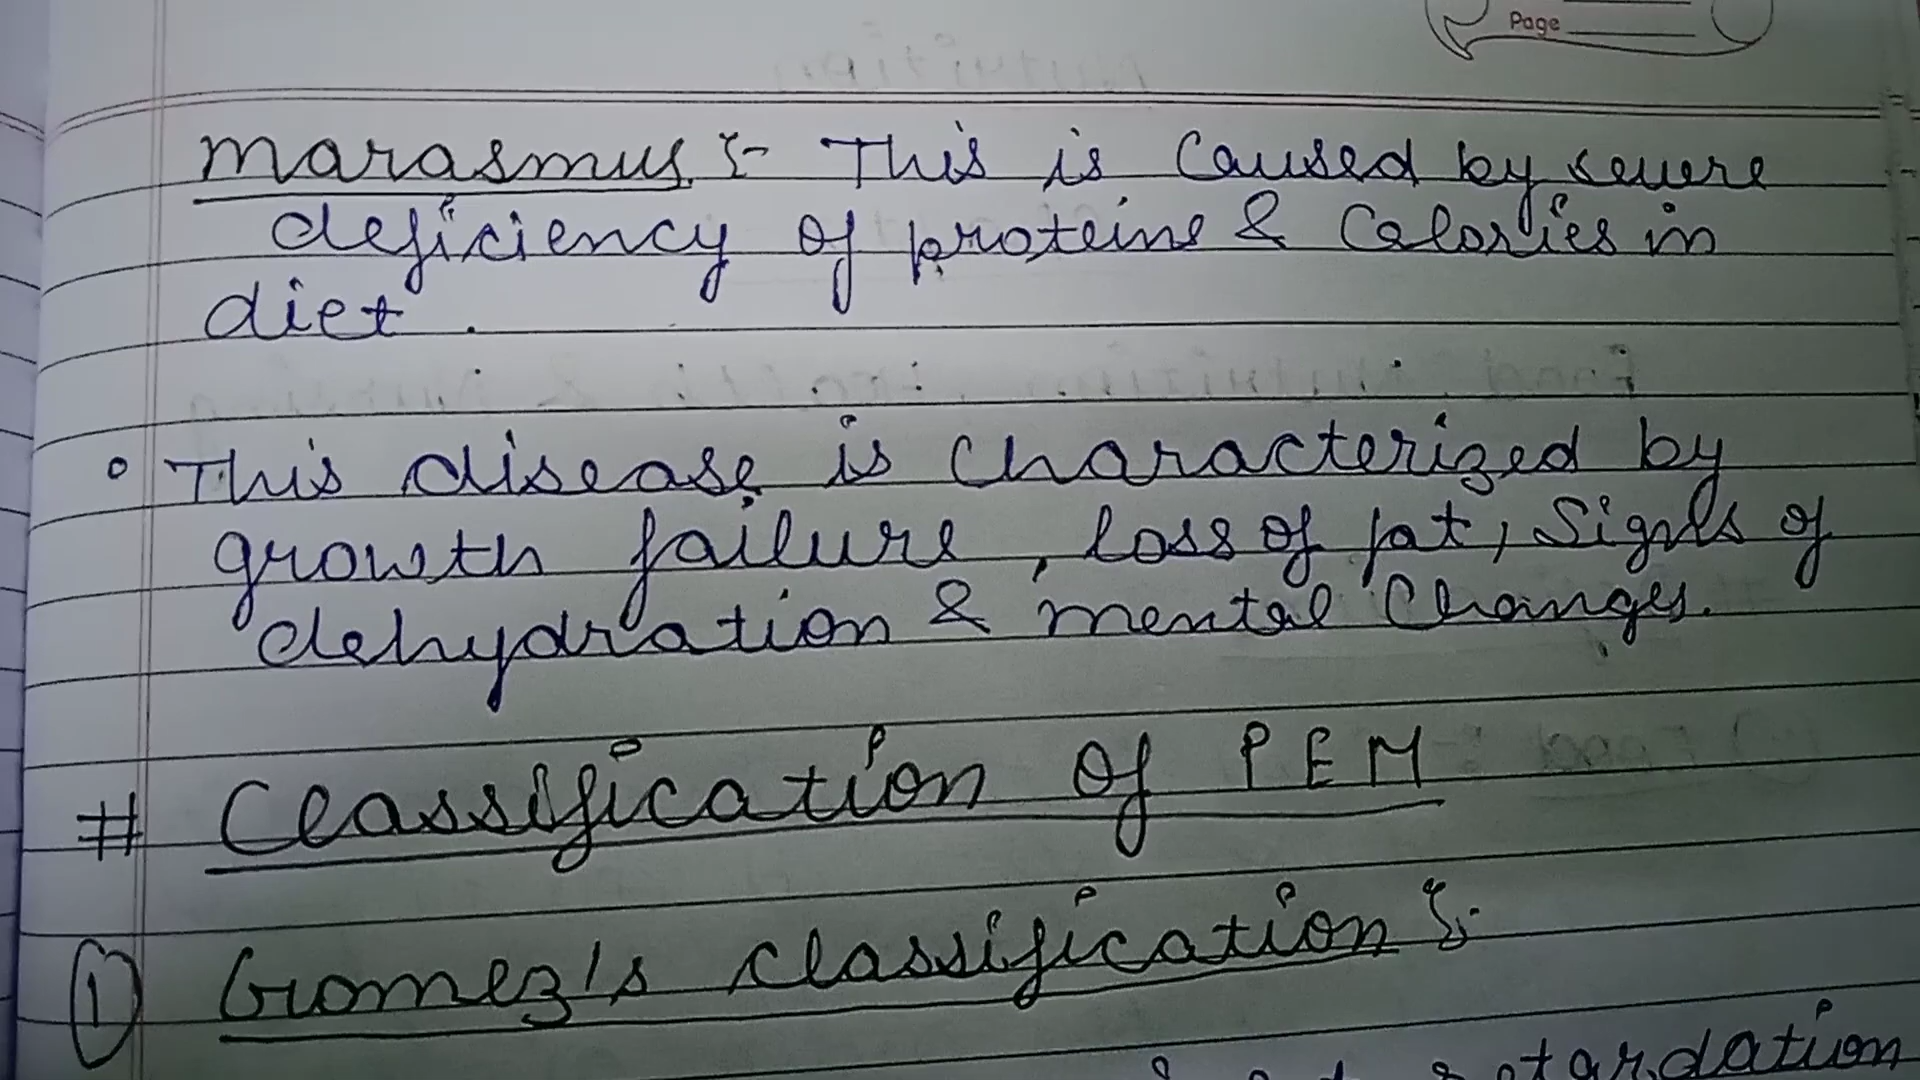 Page
Marasmus :- This is Caused by severe
deficiency of proteins & Calories in
diet.
• This disease is Characterized by
growth failure, loss of fat, Signs of
dehydration & mental Changes.
# Classification Of PEM
① Gromez's classification :-
retardation